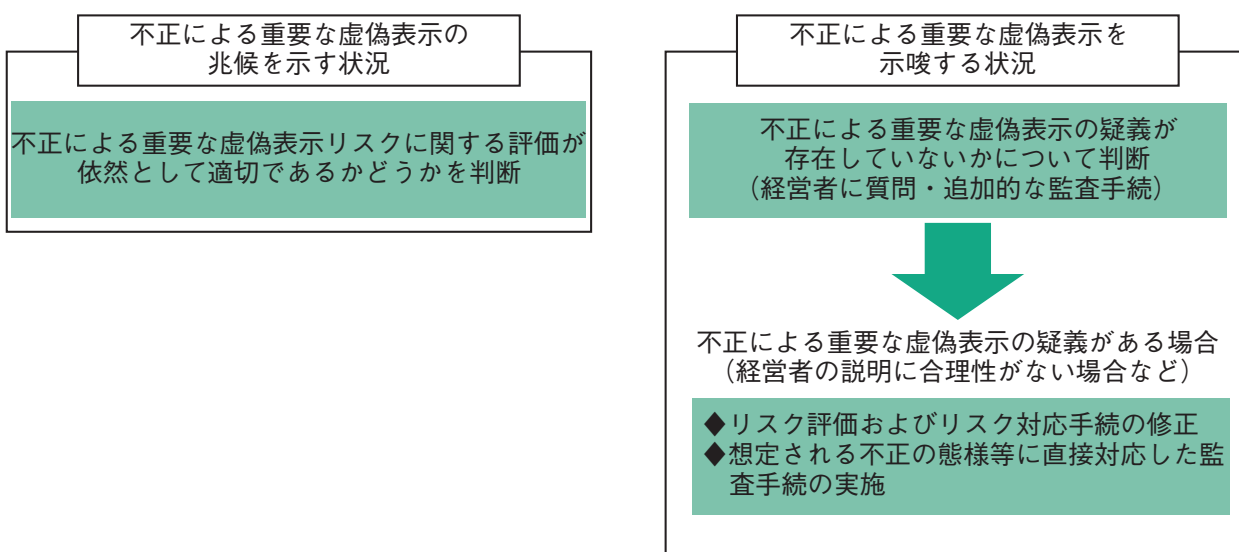 不正による重要な虚偽表示の
兆候を示す状況
不正による重要な虚偽表示リスクに関する評価が
依然として適切であるかどうかを判断
不正による重要な虚偽表示を
示唆する状況
不正による重要な虚偽表示の疑義が
存在していないかについて判断
（経営者に質問・追加的な監査手続）
不正による重要な虚偽表示の疑義がある場合
（経営者の説明に合理性がない場合など）
◆リスク評価およびリスク対応手続の修正
◆想定される不正の態様等に直接対応した監
査手続の実施